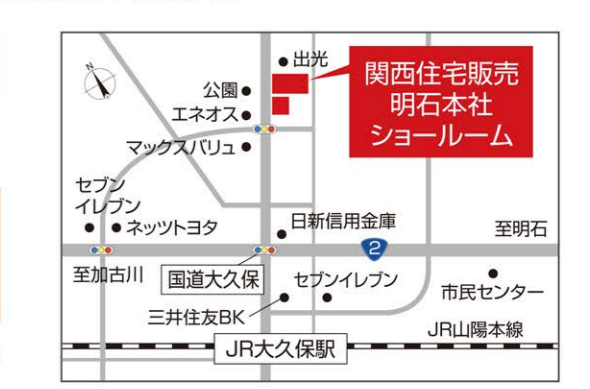 N
出光
関西住宅販売
明石本社
ショールーム
公園
エネオス
マックスバリュ
セブン
イレブン
ネッツトヨタ
日新信用金庫
2
至明石
至加古川
国道大久保
セブンイレブン
市民センター
三井住友BK
JR山陽本線
JR大久保駅